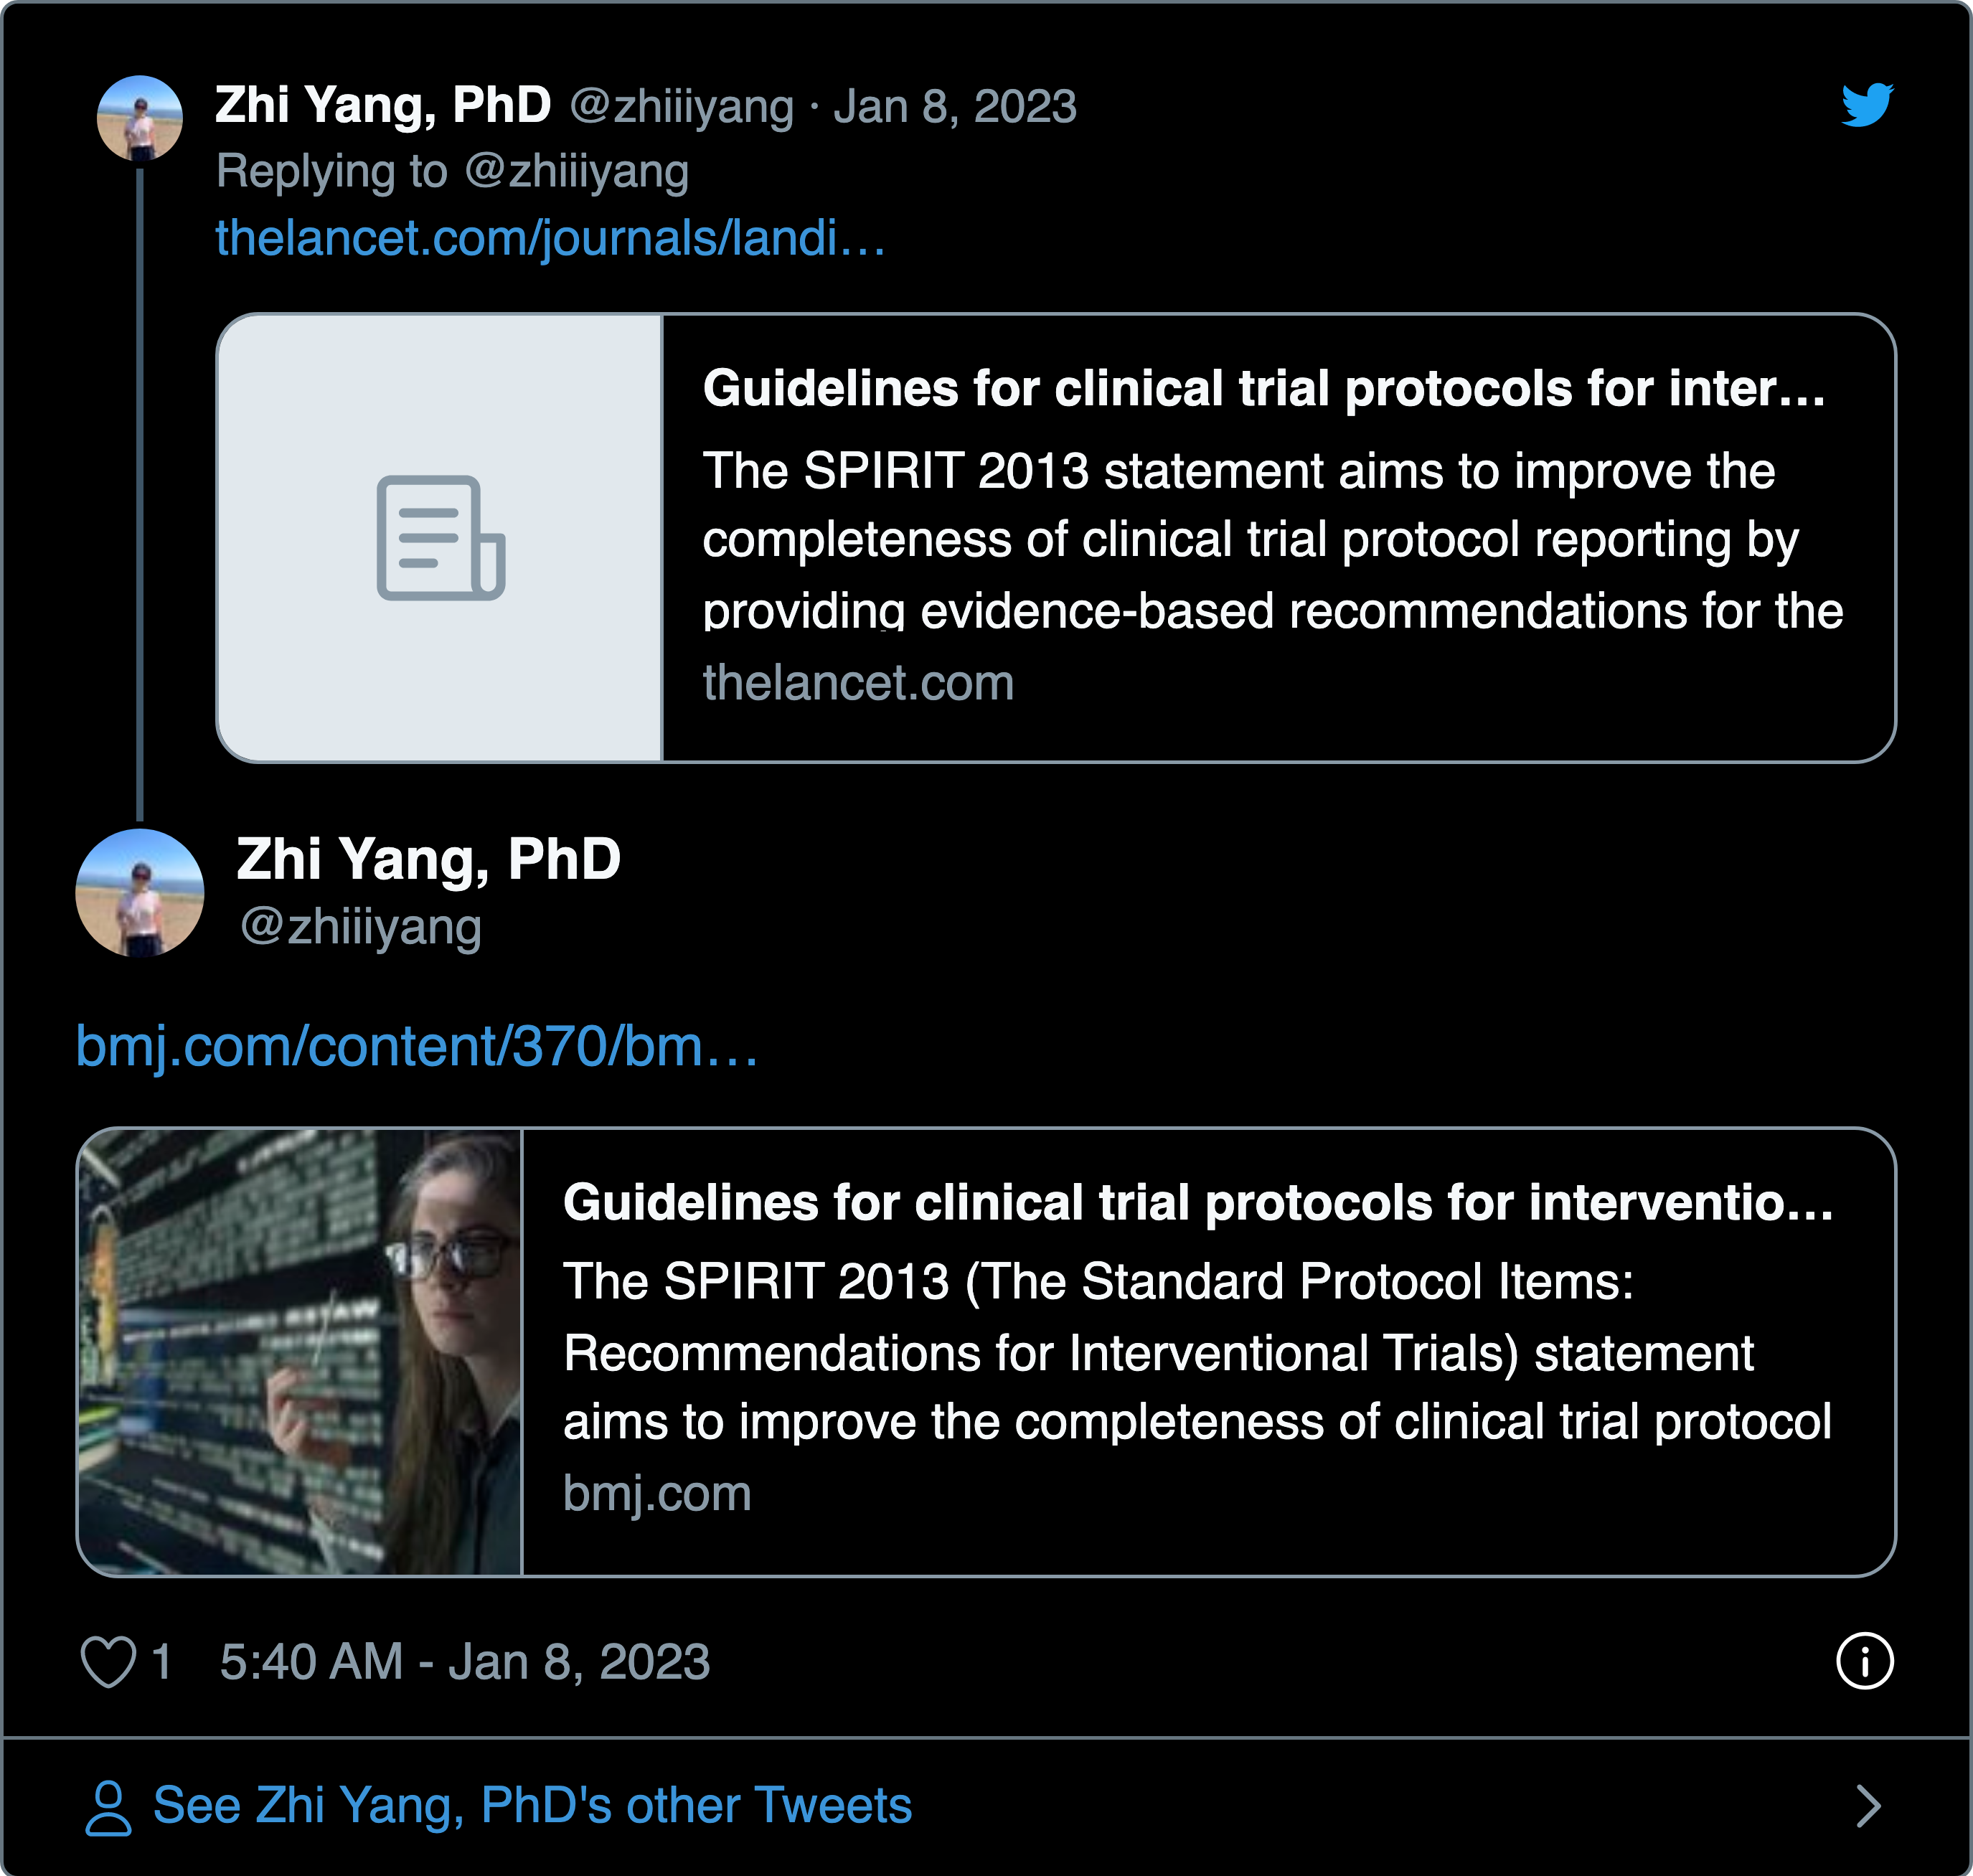 Zhi Yang, PhD @zhiiiyang · Jan 8, 2023
Replying to @zhiiiyang
thelancet.com/journals/landi…
Guidelines for clinical trial protocols for inter…
The SPIRIT 2013 statement aims to improve the
completeness of clinical trial protocol reporting by
providing evidence-based recommendations for the
thelancet.com
Zhi Yang, PhD
@zhiiiyang
bmj.com/content/370/bm…
Guidelines for clinical trial protocols for interventio…
The SPIRIT 2013 (The Standard Protocol Items:
Recommendations for Interventional Trials) statement
aims to improve the completeness of clinical trial protocol
bmj.com
1 5:40 AM - Jan 8, 2023
See Zhi Yang, PhD's other Tweets